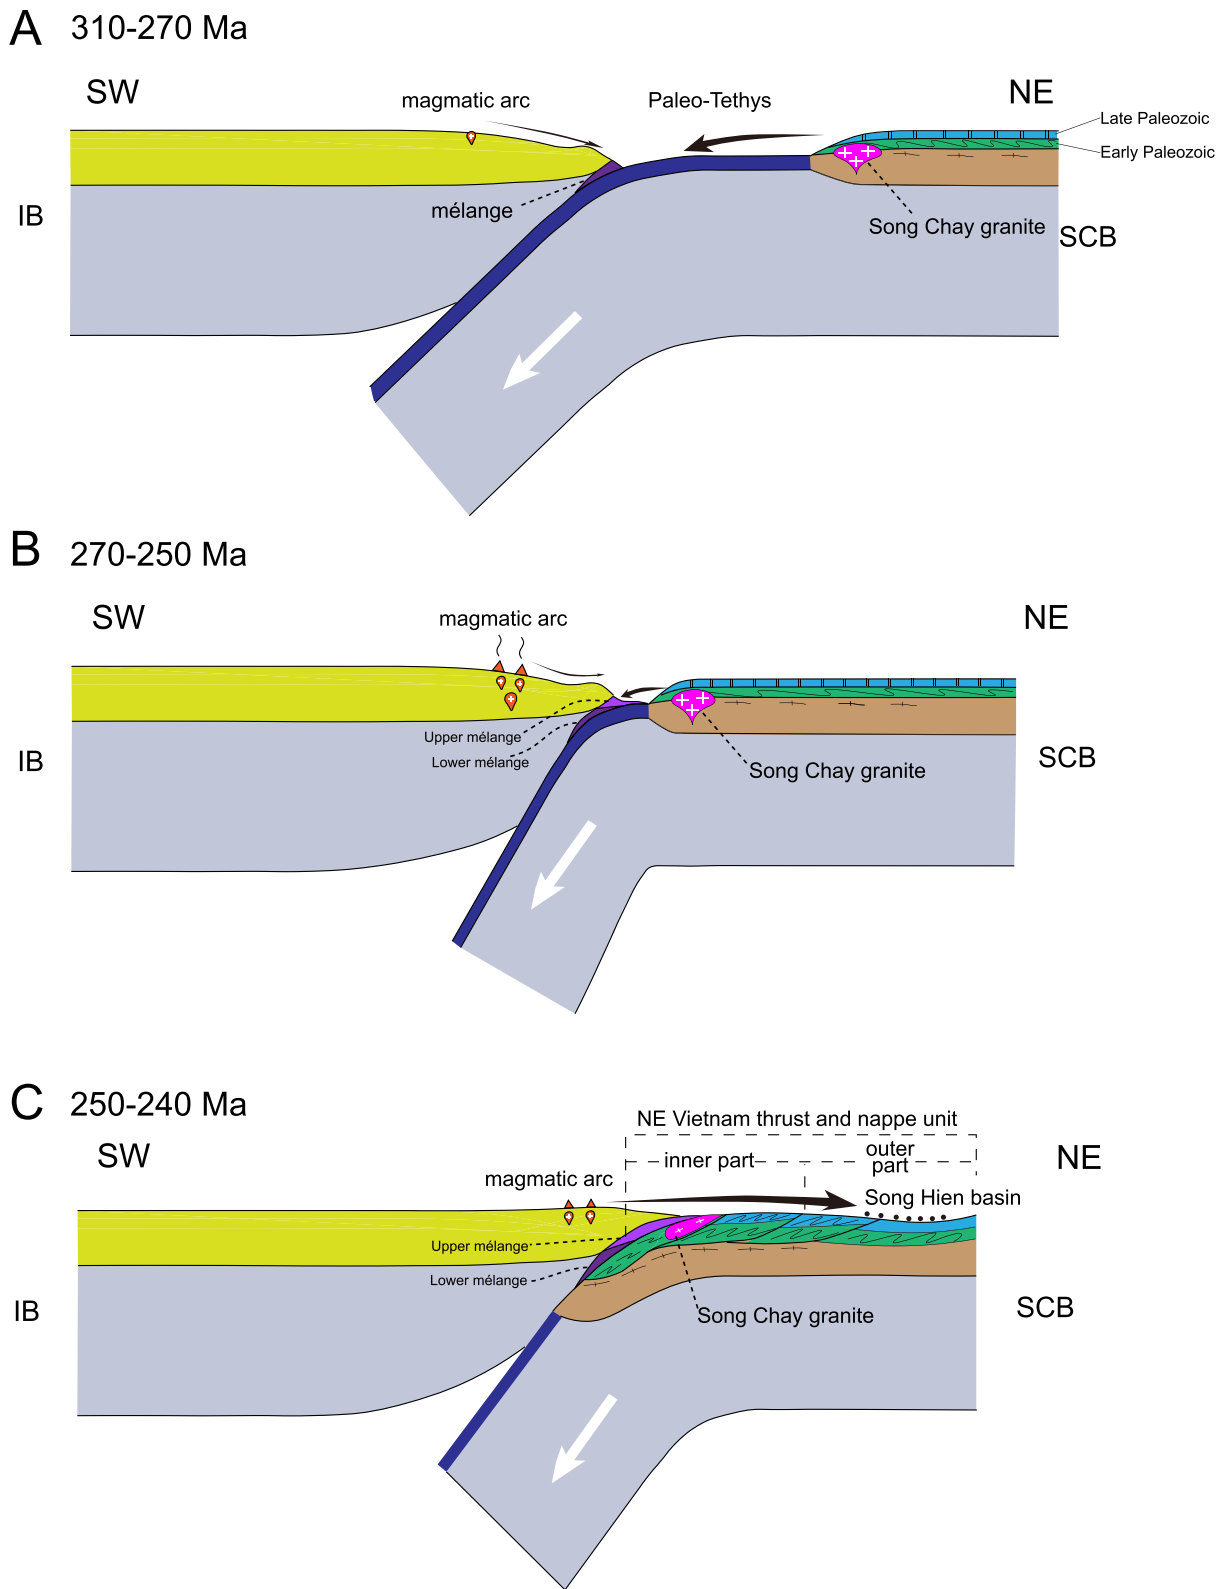 A 310-270 Ma
SW
NE
magmatic arc
Paleo-Tethys
Late Paleozoic
Early Paleozoic
IB
mélange
Song Chay granite
SCB
B 270-250 Ma
SW
NE
magmatic arc
Upper mélange
Lower mélange
IB
Song Chay granite
SCB
C 250-240 Ma
NE Vietnam thrust and nappe unit
SW
inner part
outer
part
NE
magmatic arc
Song Hien basin
Upper mélange
Lower mélange
IB
Song Chay granite
SCB